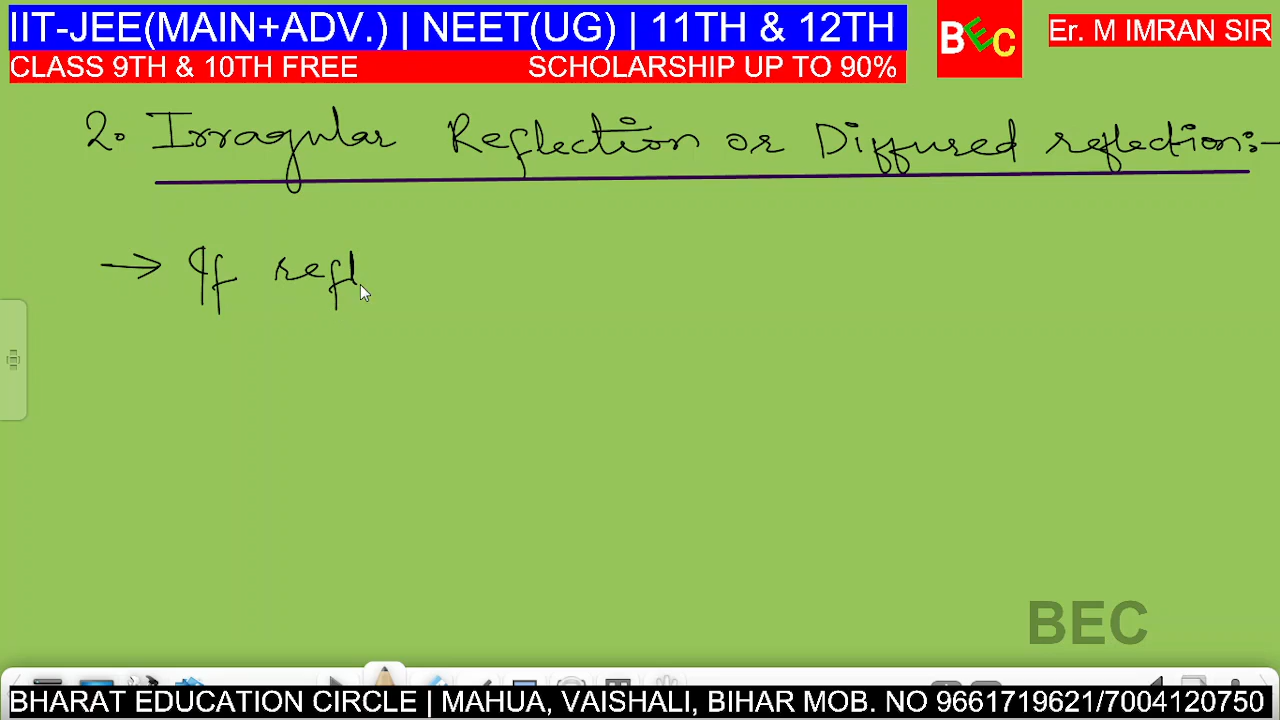 IIT-JEE(MAIN+ADV.) | NEET(UG) | 11TH & 12TH
CLASS 9TH & 10TH FREE SCHOLARSHIP UP TO 90%
BEC
Er. M IMRAN SIR
2. Irragular Reflection or Diffused reflection:-
→ If refl
BEC
BHARAT EDUCATION CIRCLE | MAHUA, VAISHALI, BIHAR MOB. NO 9661719621/7004120750